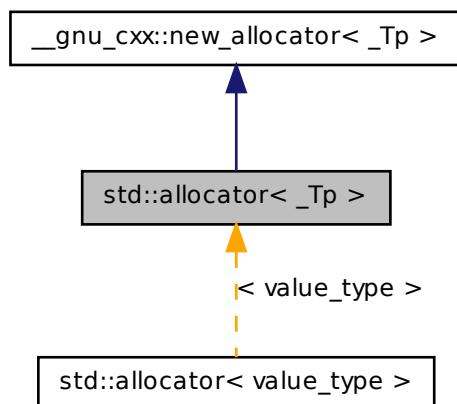 __gnu_cxx::new_allocator< _Tp >
std::allocator< _Tp >
< value_type >
std::allocator< value_type >